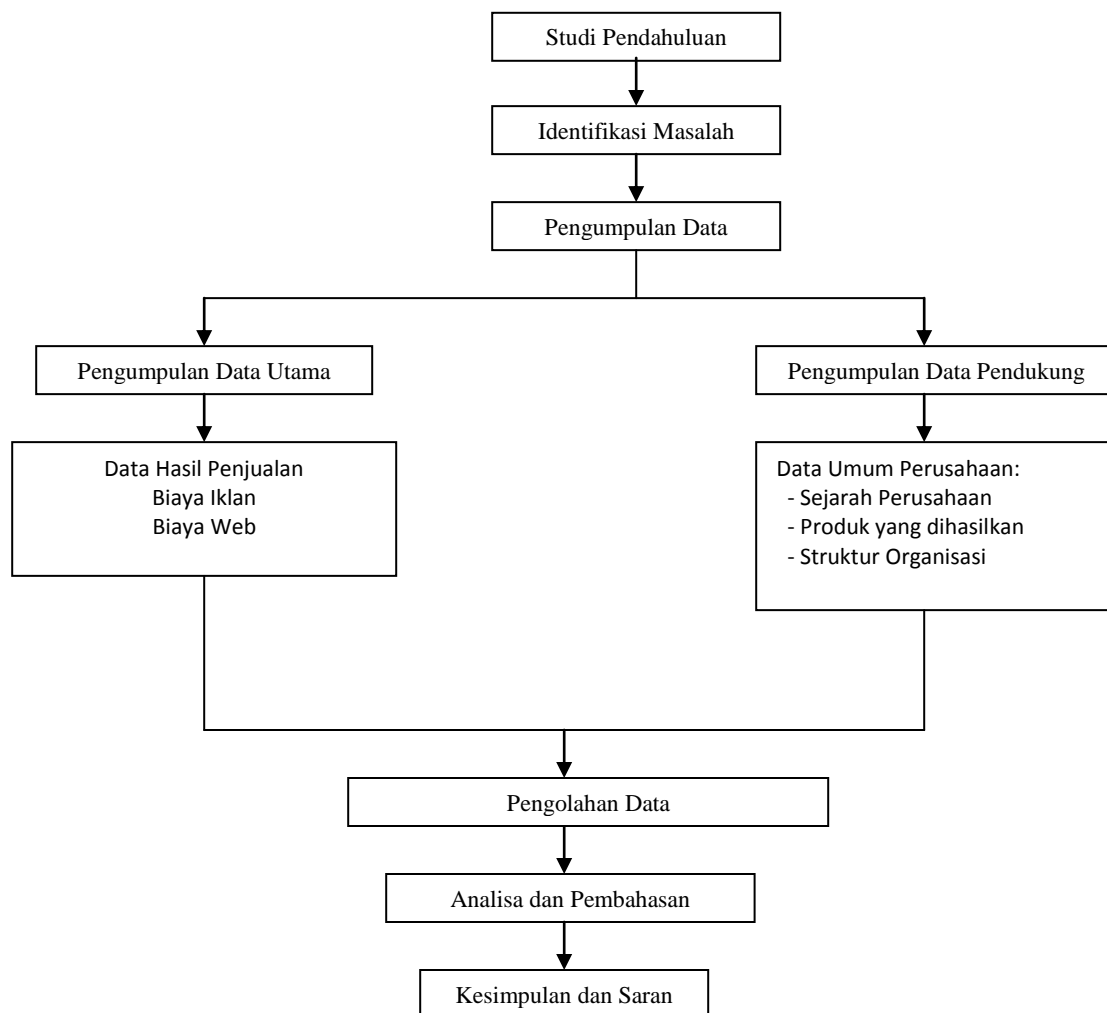 Studi Pendahuluan
Identifikasi Masalah
Pengumpulan Data
Pengumpulan Data Utama
Pengumpulan Data Pendukung
Data Hasil Penjualan
Biaya Iklan
Biaya Web
Data Umum Perusahaan:
- Sejarah Perusahaan
- Produk yang dihasilkan
- Struktur Organisasi
Pengolahan Data
Analisa dan Pembahasan
Kesimpulan dan Saran